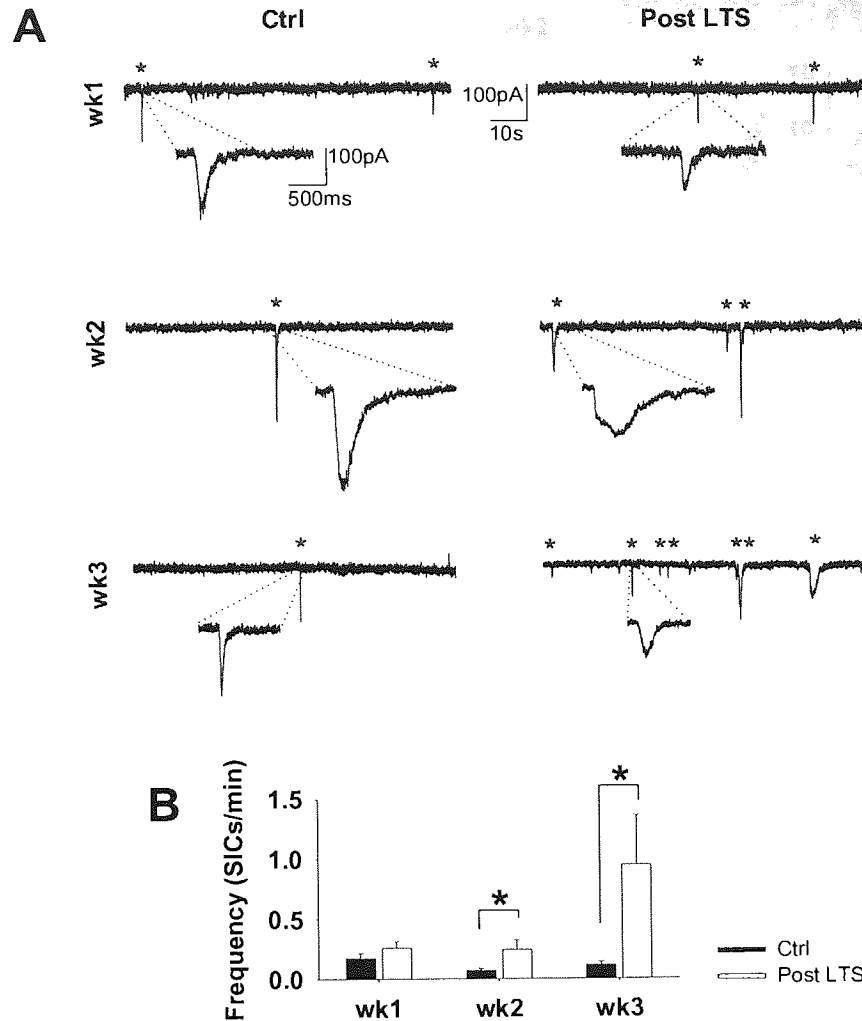 A
Ctrl
Post LTS
wk1
* *
* *
100pA
10s
100pA
500ms
wk2
*
* * *
wk3
*
* * ** ** *
B
Frequency (SICs/min)
1.5
1.0
0.5
0.0
*
*
wk1 wk2 wk3
Ctrl
Post LTS